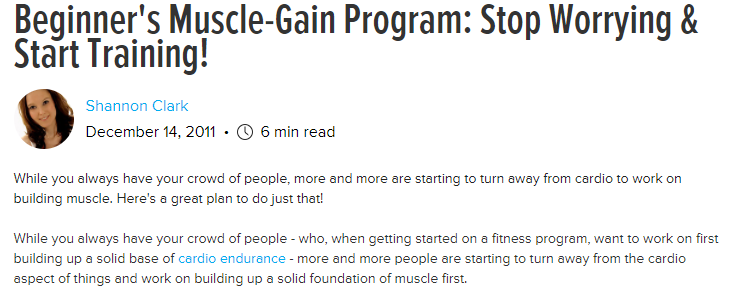 Beginner's Muscle-Gain Program: Stop Worrying &
Start Training!
Shannon Clark
December 14, 2011 • 6 min read
While you always have your crowd of people, more and more are starting to turn away from cardio to work on
building muscle. Here's a great plan to do just that!
While you always have your crowd of people - who, when getting started on a fitness program, want to work on first
building up a solid base of cardio endurance - more and more people are starting to turn away from the cardio
aspect of things and work on building up a solid foundation of muscle first.